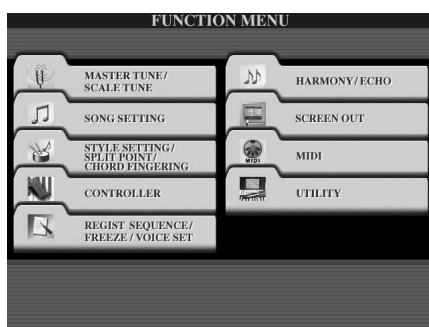 FUNCTION MENU
MASTER TUNE/
SCALE TUNE
SONG SETTING
STYLE SETTING/
SPLIT POINT/
CHORD FINGERING
CONTROLLER
REGIST SEQUENCE/
FREEZE / VOICE SET
HARMONY/ECHO
SCREEN OUT
MIDI
MIDI
UTILITY